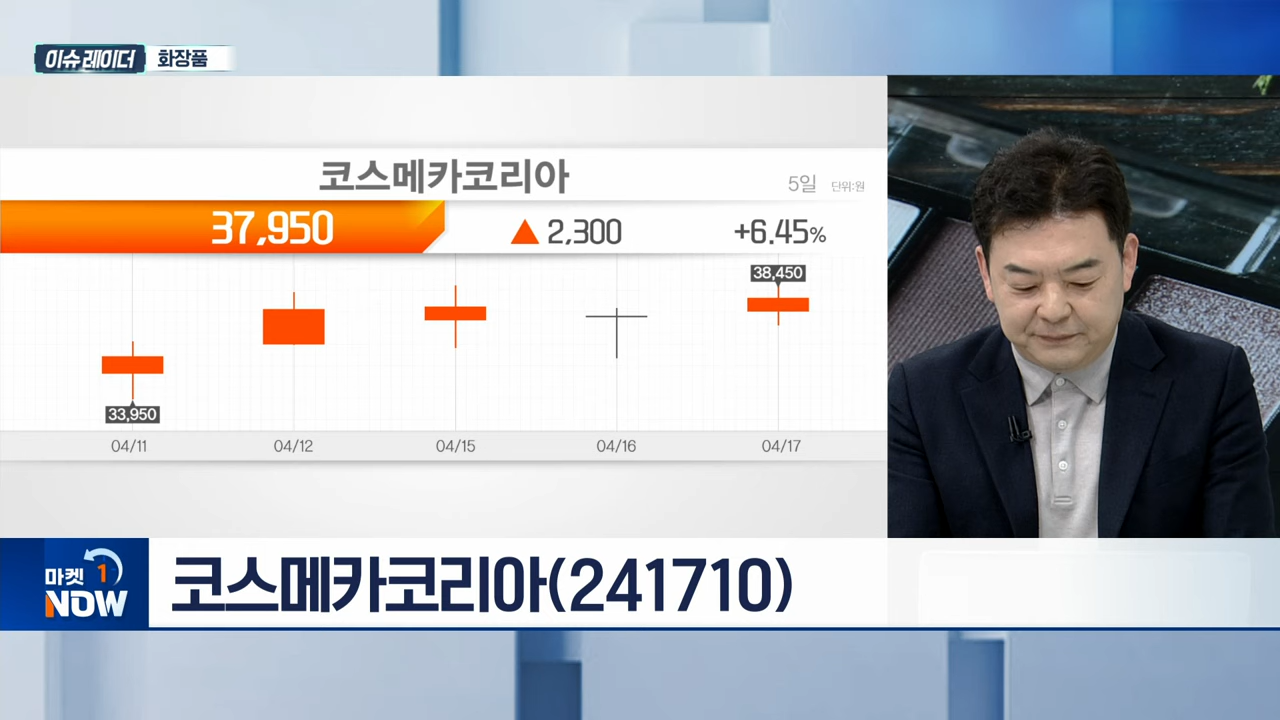 이슈레이더 화장품
코스메카코리아
5일 단위:원
37,950 ▲ 2,300 +6.45%
38,450
33,950
04/11 04/12 04/15 04/16 04/17
마켓 1
NOW
코스메카코리아(241710)